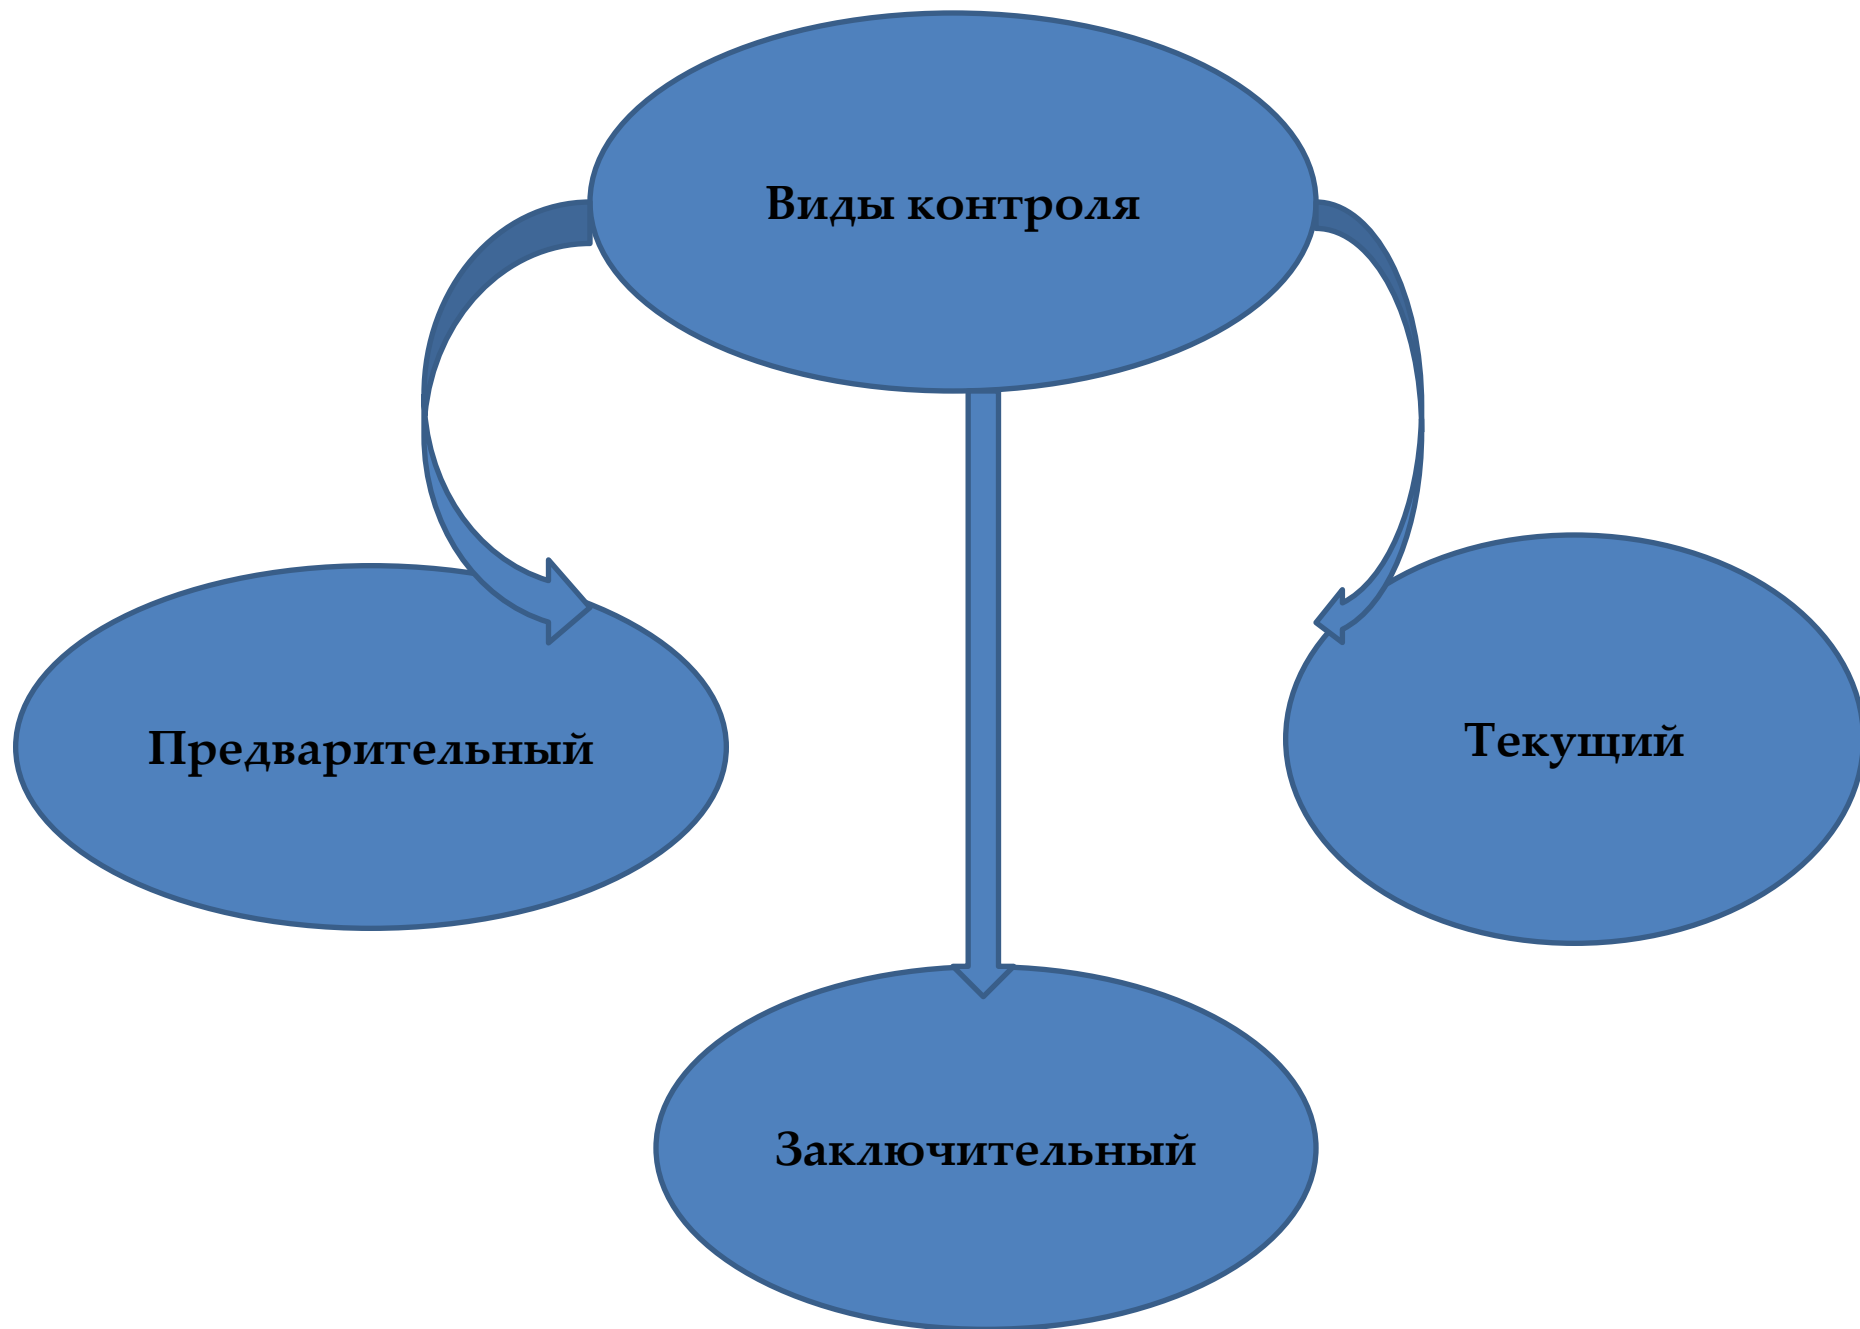 Виды контроля
Предварительный
Текущий
Заключительный